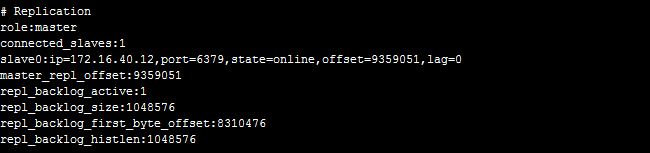 # Replication
role:master
connected_slaves:1
slave0:ip=172.16.40.12,port=6379,state=online,offset=9359051,lag=0
master_repl_offset:9359051
repl_backlog_active:1
repl_backlog_size:1048576
repl_backlog_first_byte_offset:8310476
repl_backlog_histlen:1048576